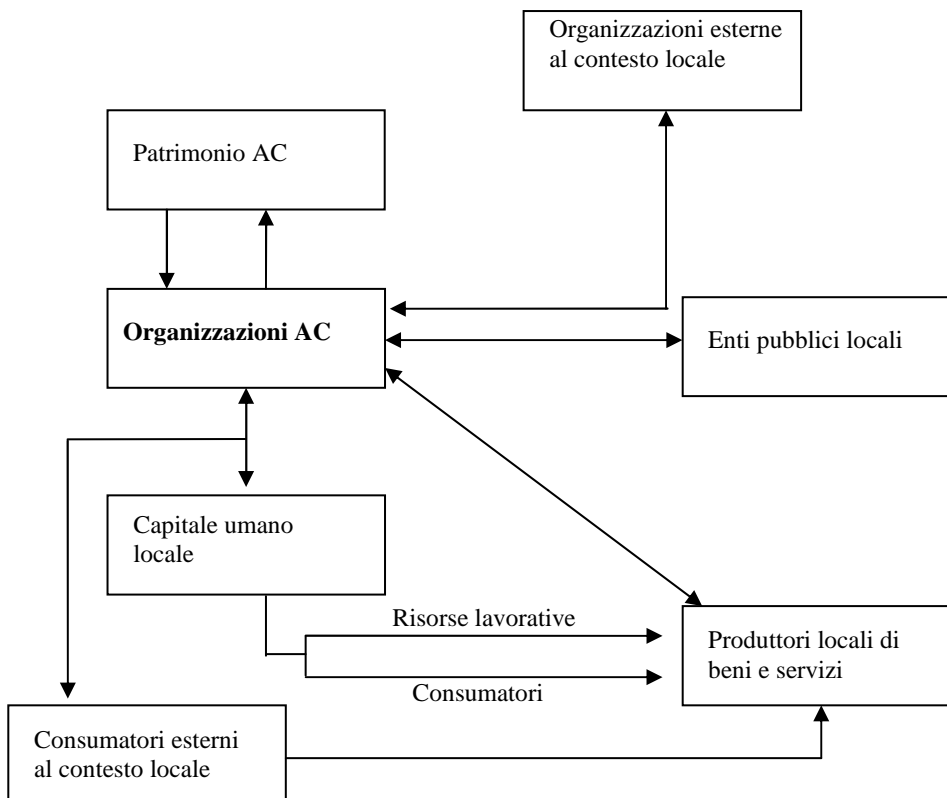 Organizzazioni esterne
al contesto locale
Patrimonio AC
Organizzazioni AC
Enti pubblici locali
Capitale umano
locale
Risorse lavorative
Consumatori
Produttori locali di
beni e servizi
Consumatori esterni
al contesto locale